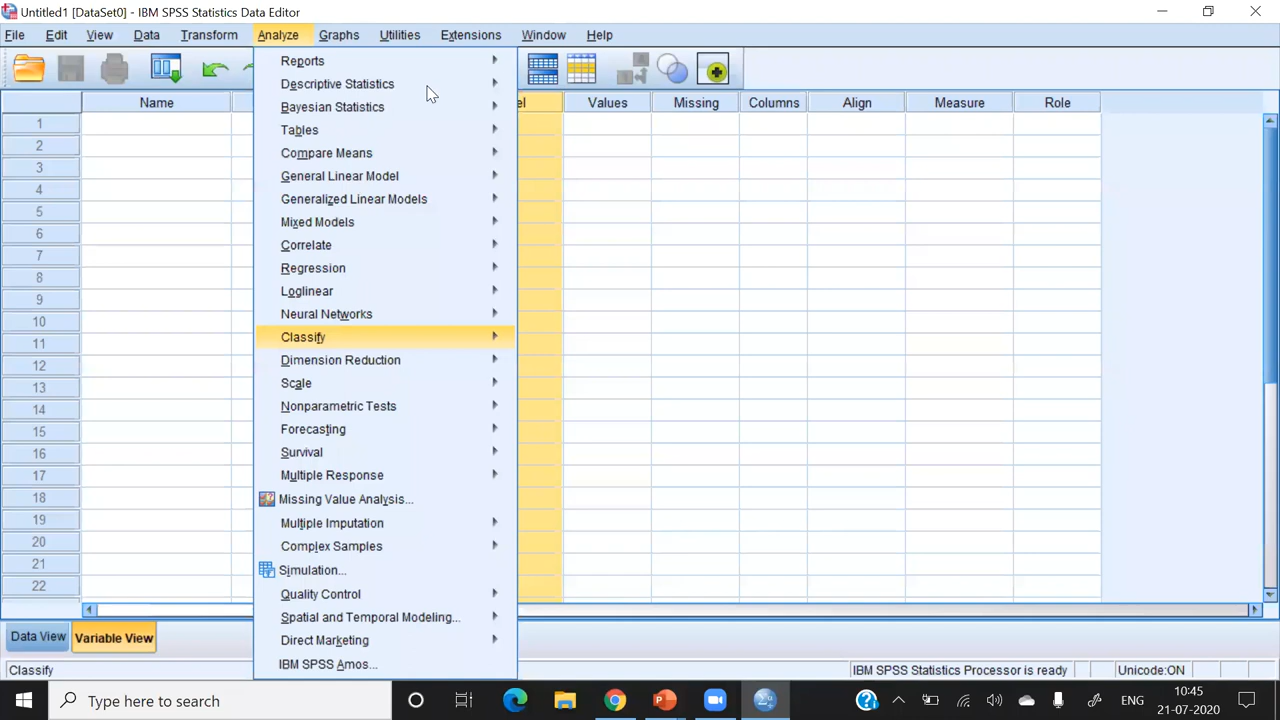 Untitled1 [DataSet0] - IBM SPSS Statistics Data Editor
File Edit View Data Transform Analyze Graphs Utilities Extensions Window Help
Name el Values Missing Columns Align Measure Role
1
2
3
4
5
6
7
8
9
10
11
12
13
14
15
16
17
18
19
20
21
22
Reports
Descriptive Statistics
Bayesian Statistics
Tables
Compare Means
General Linear Model
Generalized Linear Models
Mixed Models
Correlate
Regression
Loglinear
Neural Networks
Classify
Dimension Reduction
Scale
Nonparametric Tests
Forecasting
Survival
Multiple Response
Missing Value Analysis...
Multiple Imputation
Complex Samples
Simulation...
Quality Control
Spatial and Temporal Modeling...
Direct Marketing
IBM SPSS Amos...
Data View Variable View
Classify IBM SPSS Statistics Processor is ready Unicode:ON
Type here to search ENG 10:45
21-07-2020